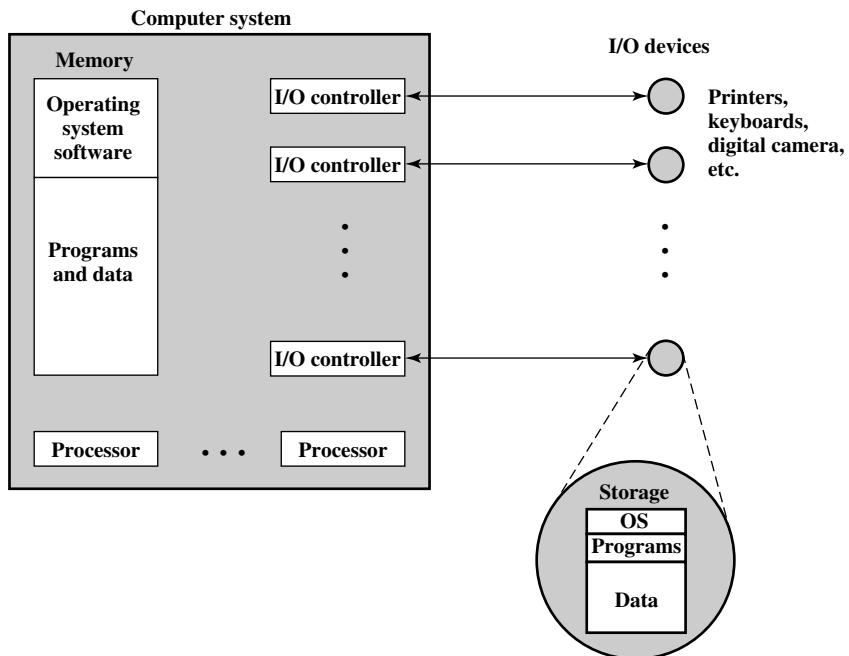 Computer system
Memory
Operating
system
software
Programs
and data
I/O controller
I/O controller
I/O controller
Processor
Processor
I/O devices
Printers,
keyboards,
digital camera,
etc.
Storage
OS
Programs
Data